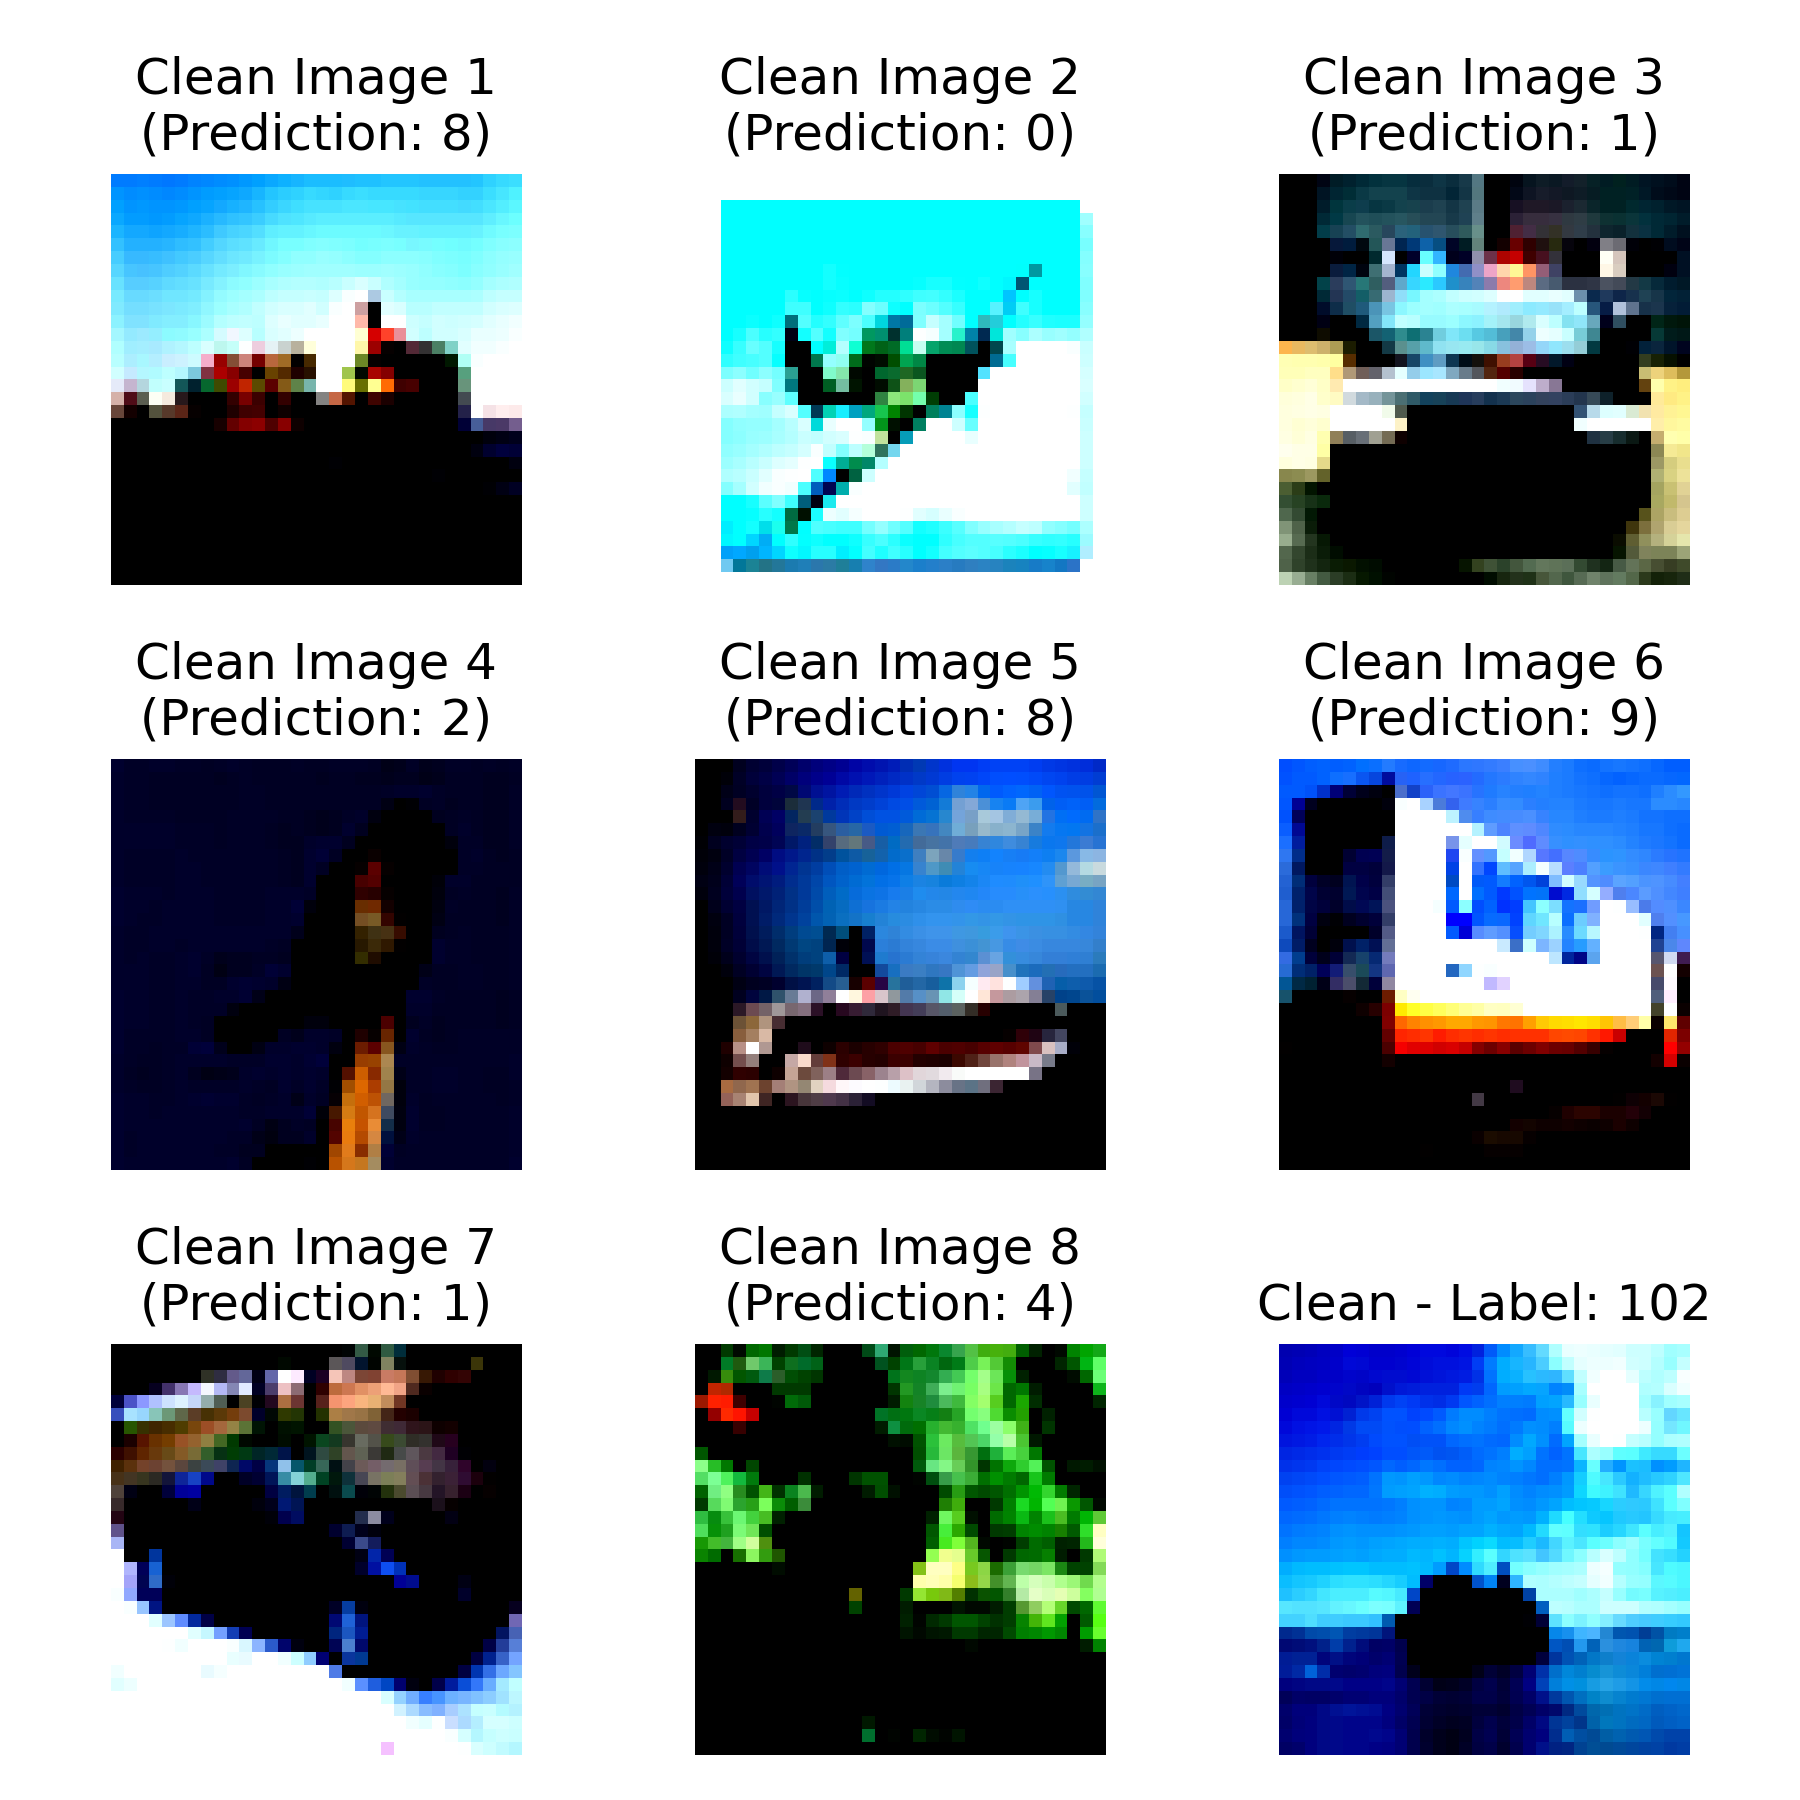 Clean Image 1
(Prediction: 8)
Clean Image 2
(Prediction: 0)
Clean Image 3
(Prediction: 1)
Clean Image 4
(Prediction: 2)
Clean Image 5
(Prediction: 8)
Clean Image 6
(Prediction: 9)
Clean Image 7
(Prediction: 1)
Clean Image 8
(Prediction: 4)
Clean - Label: 102